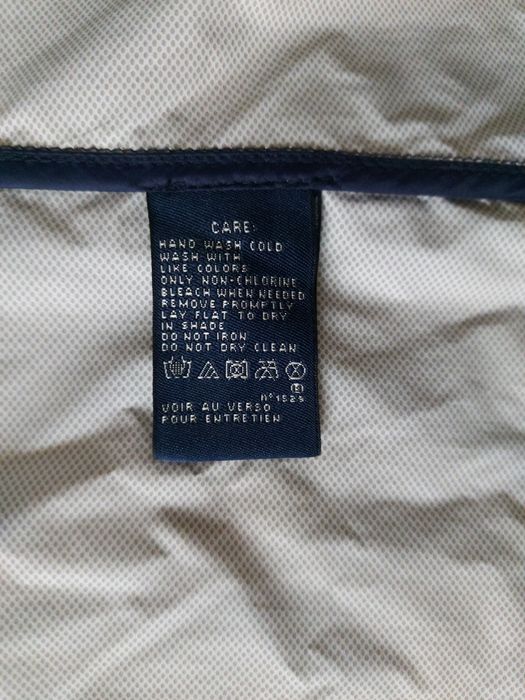 CARE:
HAND WASH COLD
WASH WITH
LIKE COLORS
ONLY NON-CHLORINE
BLEACH WHEN NEEDED
REMOVE PROMPTLY
LAY FLAT TO DRY
IN SHADE
DO NOT IRON
DO NOT DRY CLEAN
VOIR AU VERSO
POUR ENTRETIEN